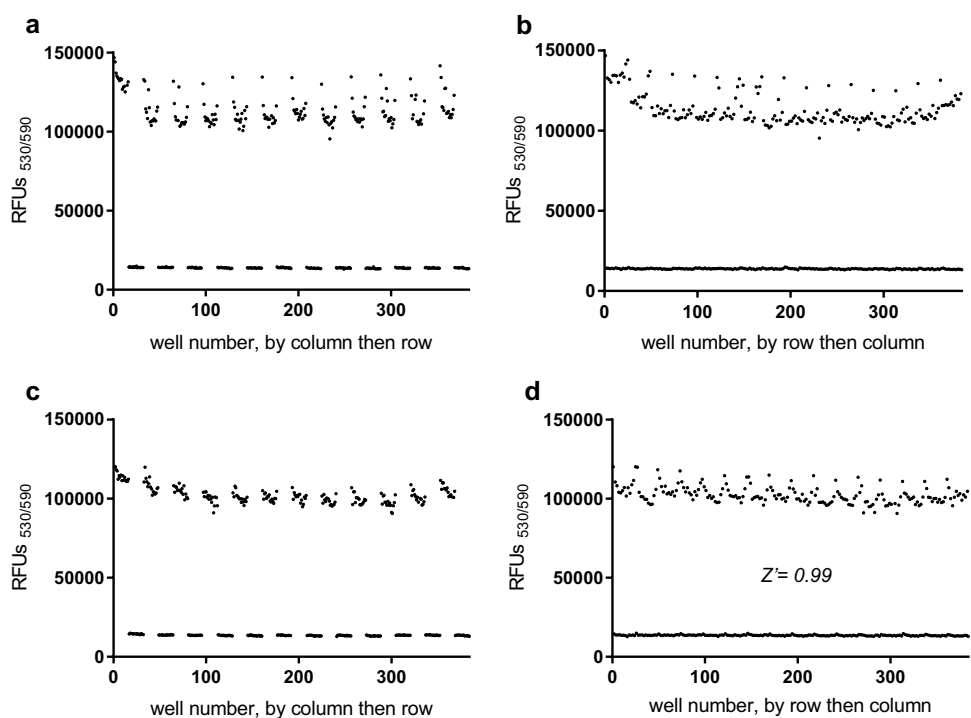 a
150000
100000
50000
0
RFUs 530/590
0 100 200 300
well number, by column then row
b
150000
100000
50000
0
RFUs 530/590
0 100 200 300
well number, by row then column
c
150000
100000
50000
0
RFUs 530/590
0 100 200 300
well number, by column then row
d
150000
100000
50000
0
RFUs 530/590
Z'= 0.99
0 100 200 300
well number, by row then column